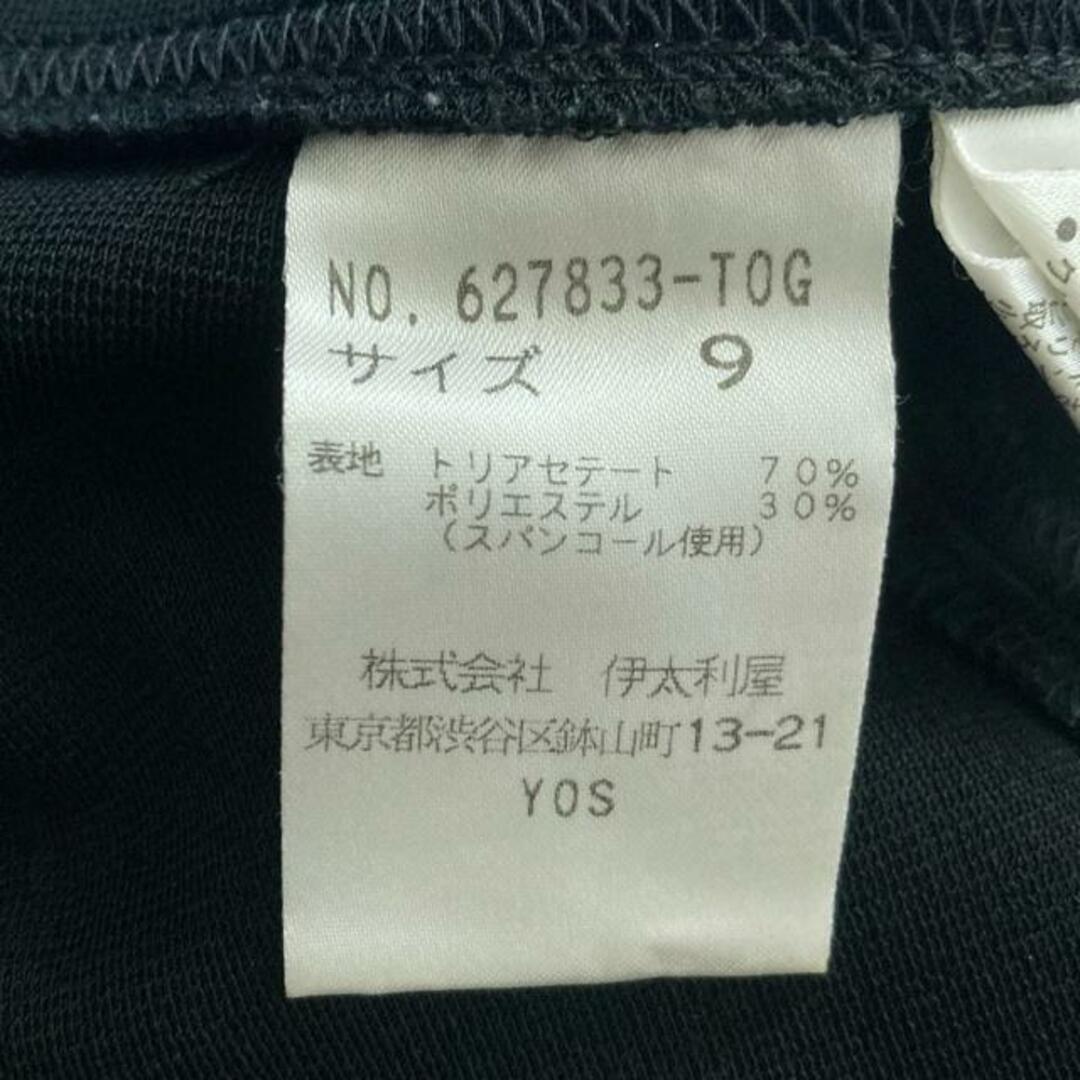 NO. 627833-TOG
サイズ 9
表地 トリアセテート 70%
ポリエステル 30%
(スパンコール使用)
株式会社 伊太利屋
東京都渋谷区鉢山町13-21
YOS